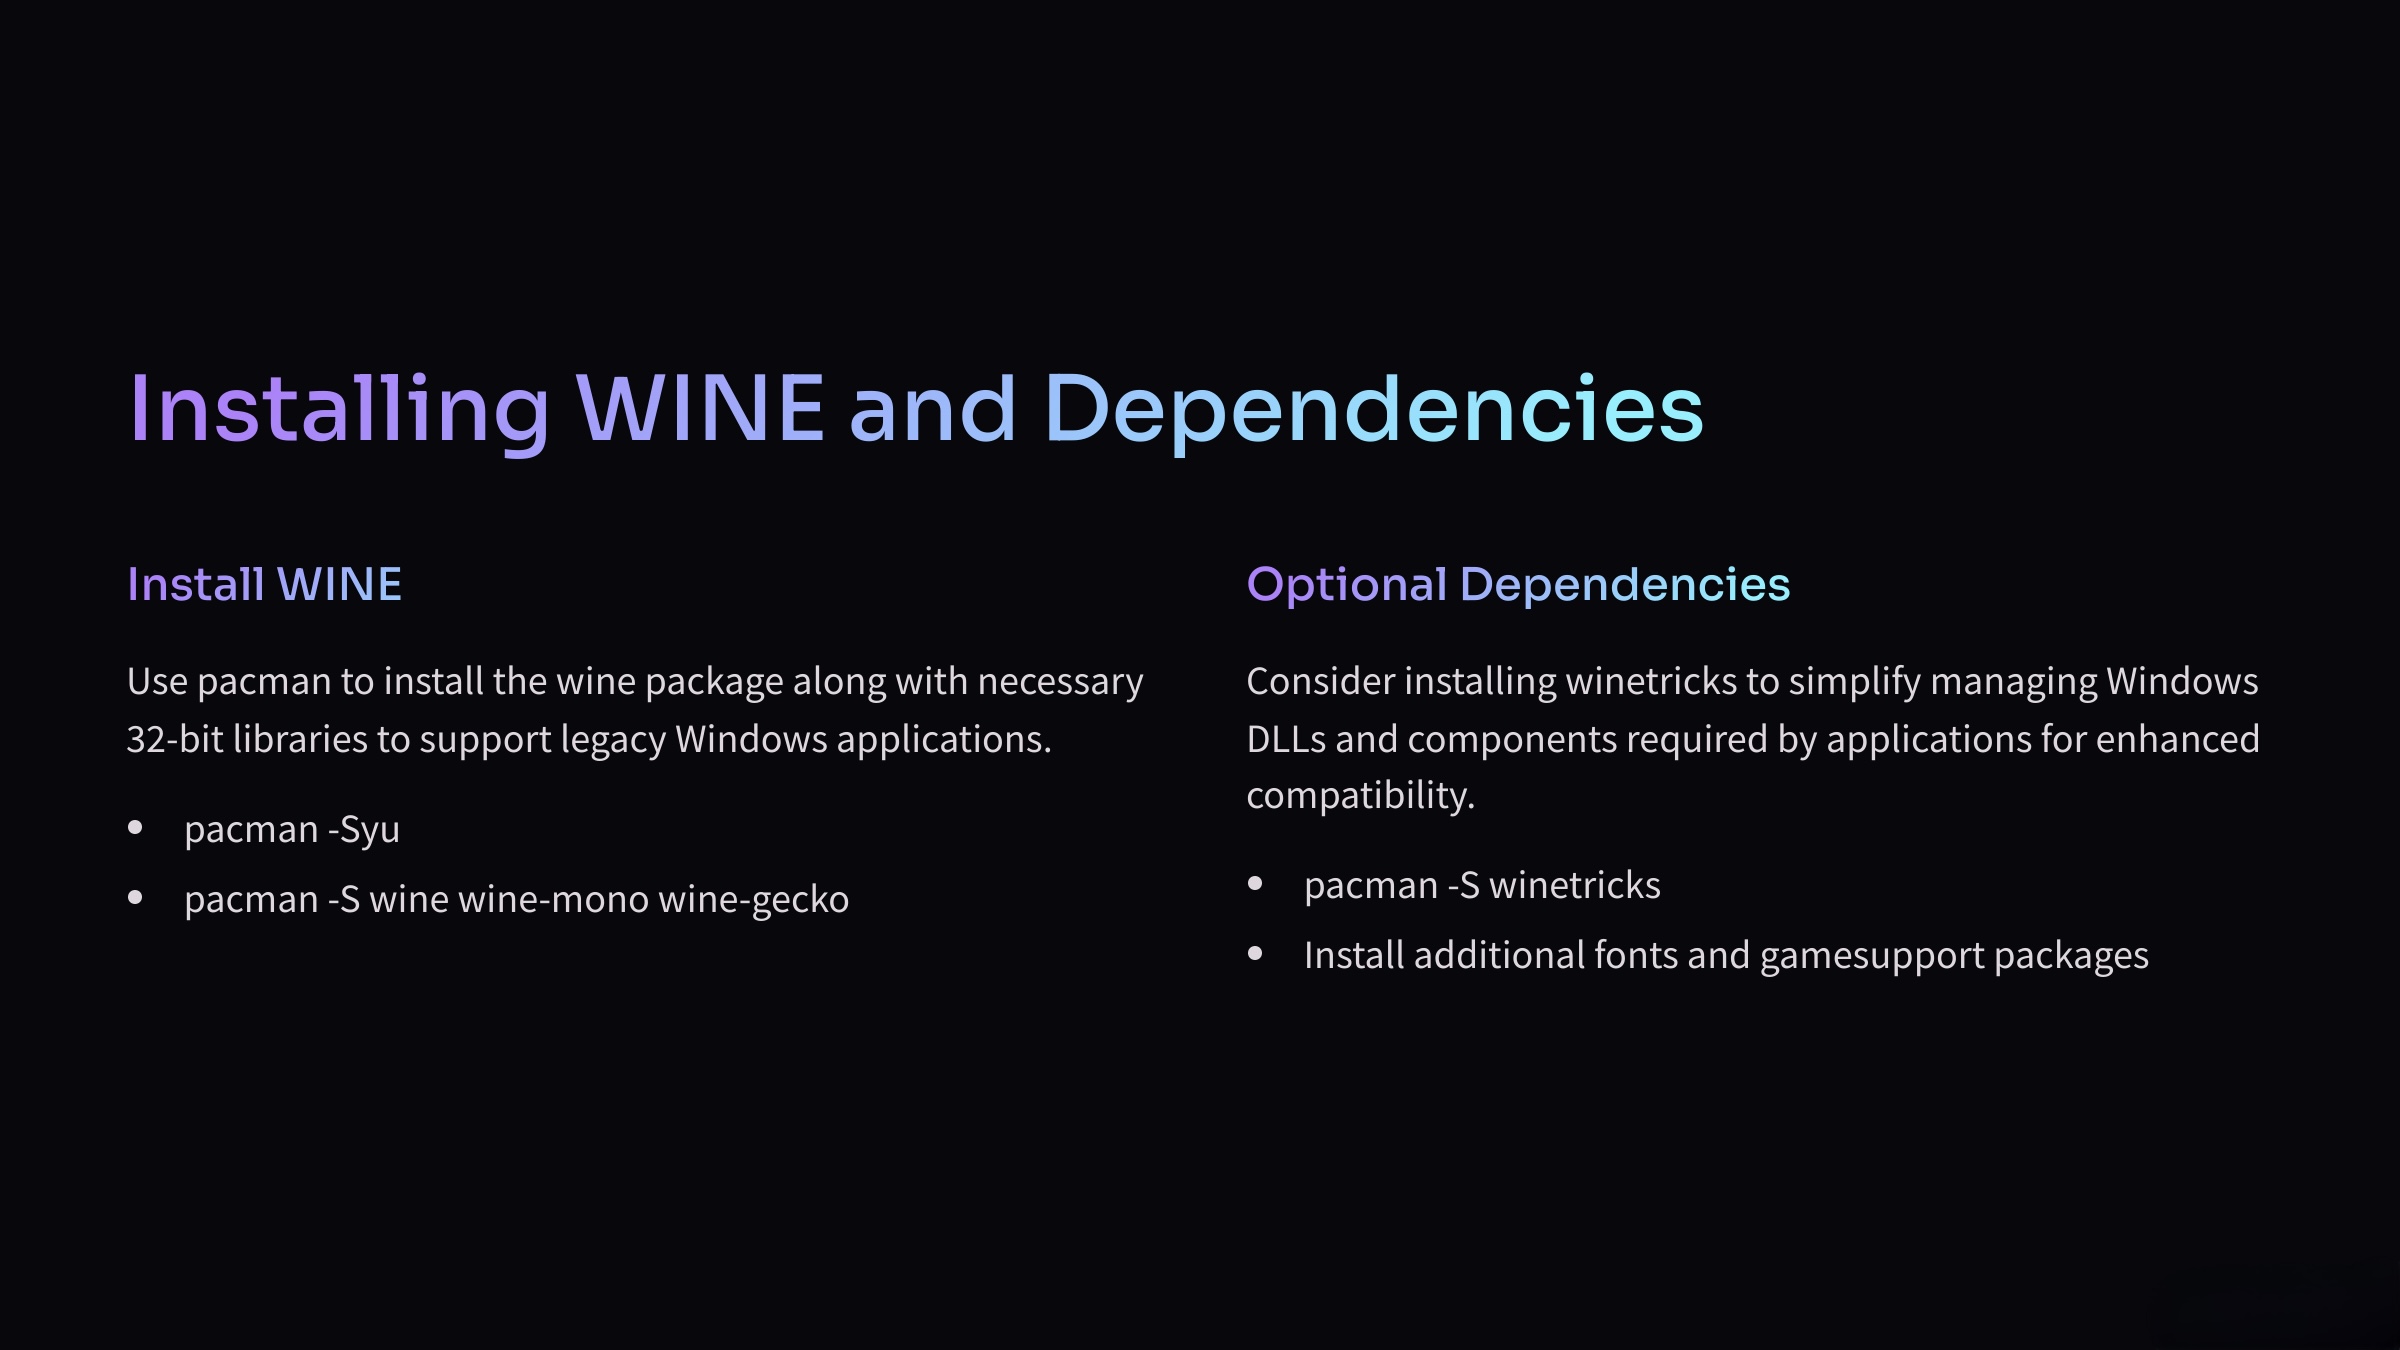 Installing WINE and Dependencies
Install WINE
Use pacman to install the wine package along with necessary
32-bit libraries to support legacy Windows applications.
• pacman -Syu
• pacman -S wine wine-mono wine-gecko
Optional Dependencies
Consider installing winetricks to simplify managing Windows
DLLs and components required by applications for enhanced
compatibility.
• pacman -S winetricks
• Install additional fonts and gamesupport packages